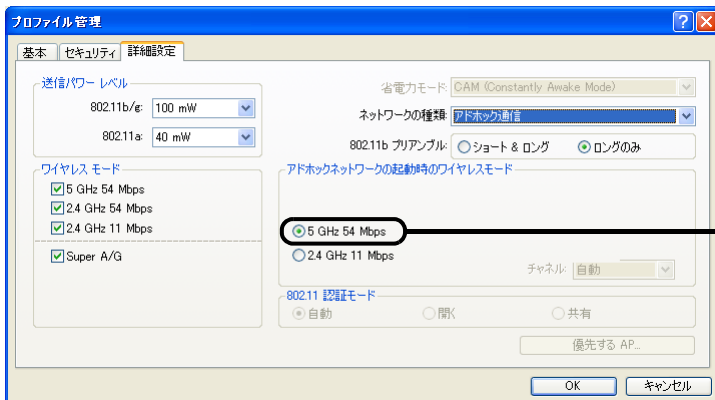 プロファイル管理
基本 セキュリティ 詳細設定
送信パワー レベル
802.11b/g: 100 mW
802.11a: 40 mW
省電力モード: CAM (Constantly Awake Mode)
ネットワークの種類: アドホック通信
802.11b プリアンブル: ショート & ロング ロングのみ
ワイヤレス モード
5 GHz 54 Mbps
2.4 GHz 54 Mbps
2.4 GHz 11 Mbps
Super A/G
アドホックネットワークの起動時のワイヤレスモード
5 GHz 54 Mbps
2.4 GHz 11 Mbps
チャネル: 自動
802.11 認証モード
自動 開く 共有
優先する AP...
OK キャンセル